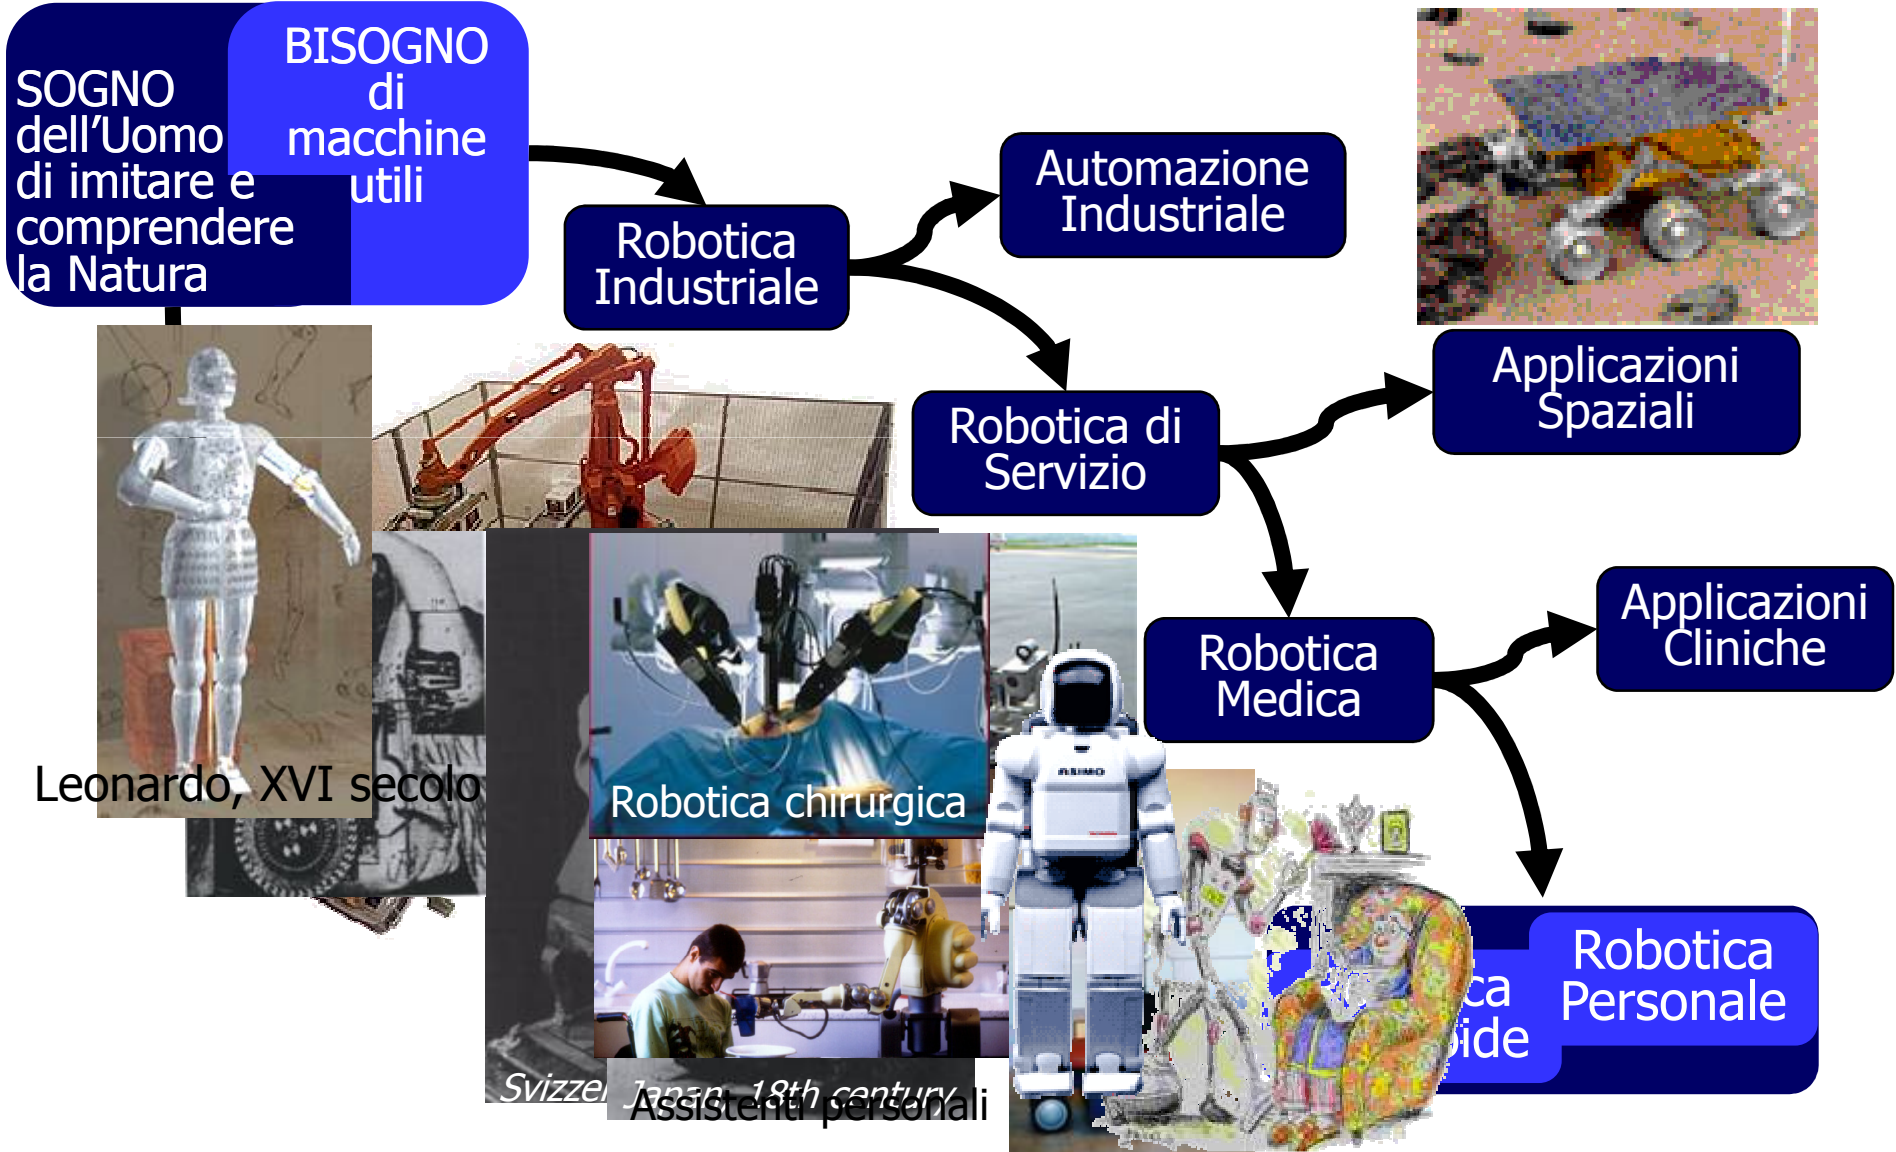 SOGNO
dell'Uomo
di imitare e
comprendere
la Natura
BISOGNO
di
macchine
utili
Robotica
Industriale
Automazione
Industriale
Robotica di
Servizio
Applicazioni
Spaziali
Robotica
Medica
Applicazioni
Cliniche
Leonardo, XVI secolo
Robotica chirurgica
ASIMO
Robotica
Personale
Japan, 18th century
Assistenti personali